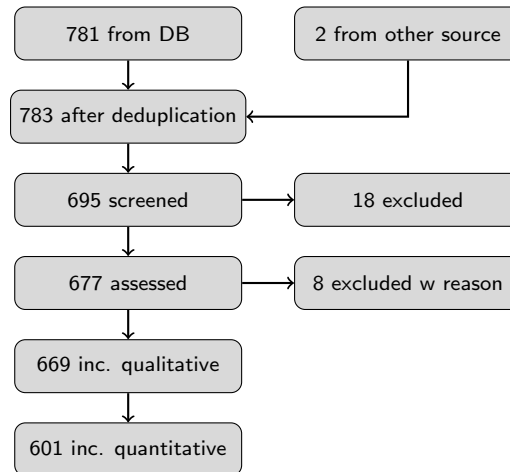 781 from DB
2 from other source
783 after deduplication
695 screened
18 excluded
677 assessed
8 excluded w reason
669 inc. qualitative
601 inc. quantitative